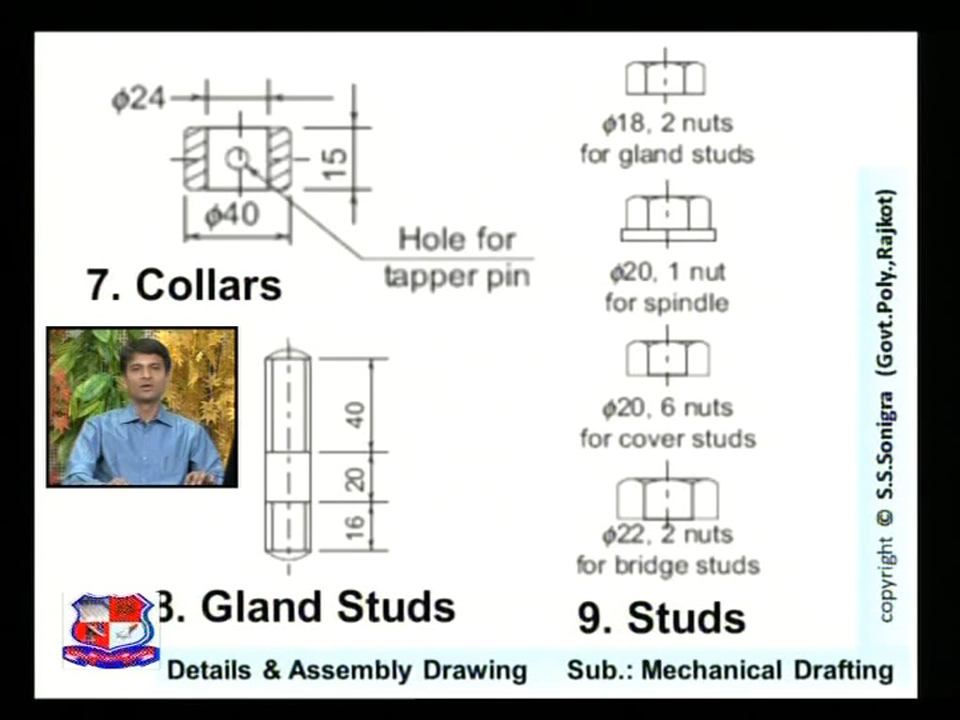 ϕ24
15
ϕ40
Hole for
tapper pin
7. Collars
40
20
16
8. Gland Studs
ϕ18, 2 nuts
for gland studs
ϕ20, 1 nut
for spindle
ϕ20, 6 nuts
for cover studs
ϕ22, 2 nuts
for bridge studs
9. Studs
copyright © S.S.Sonigra (Govt.Poly.,Rajkot)
Details & Assembly Drawing Sub.: Mechanical Drafting